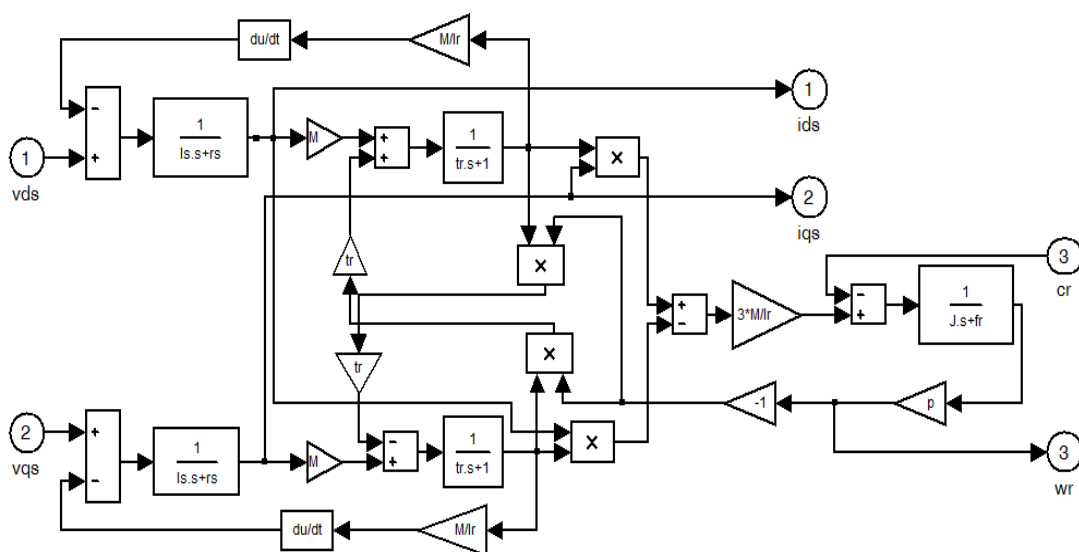 du/dt
M/lr
-
+
1
vds
1
ls.s+rs
M
+
+
1
tr.s+1
×
1
ids
2
iqs
tr
×
3
cr
+
-
3*M/lr
-
+
1
J.s+fr
×
tr
-1
p
2
vqs
+
-
1
ls.s+rs
M
-
+
1
tr.s+1
×
3
wr
du/dt
M/lr